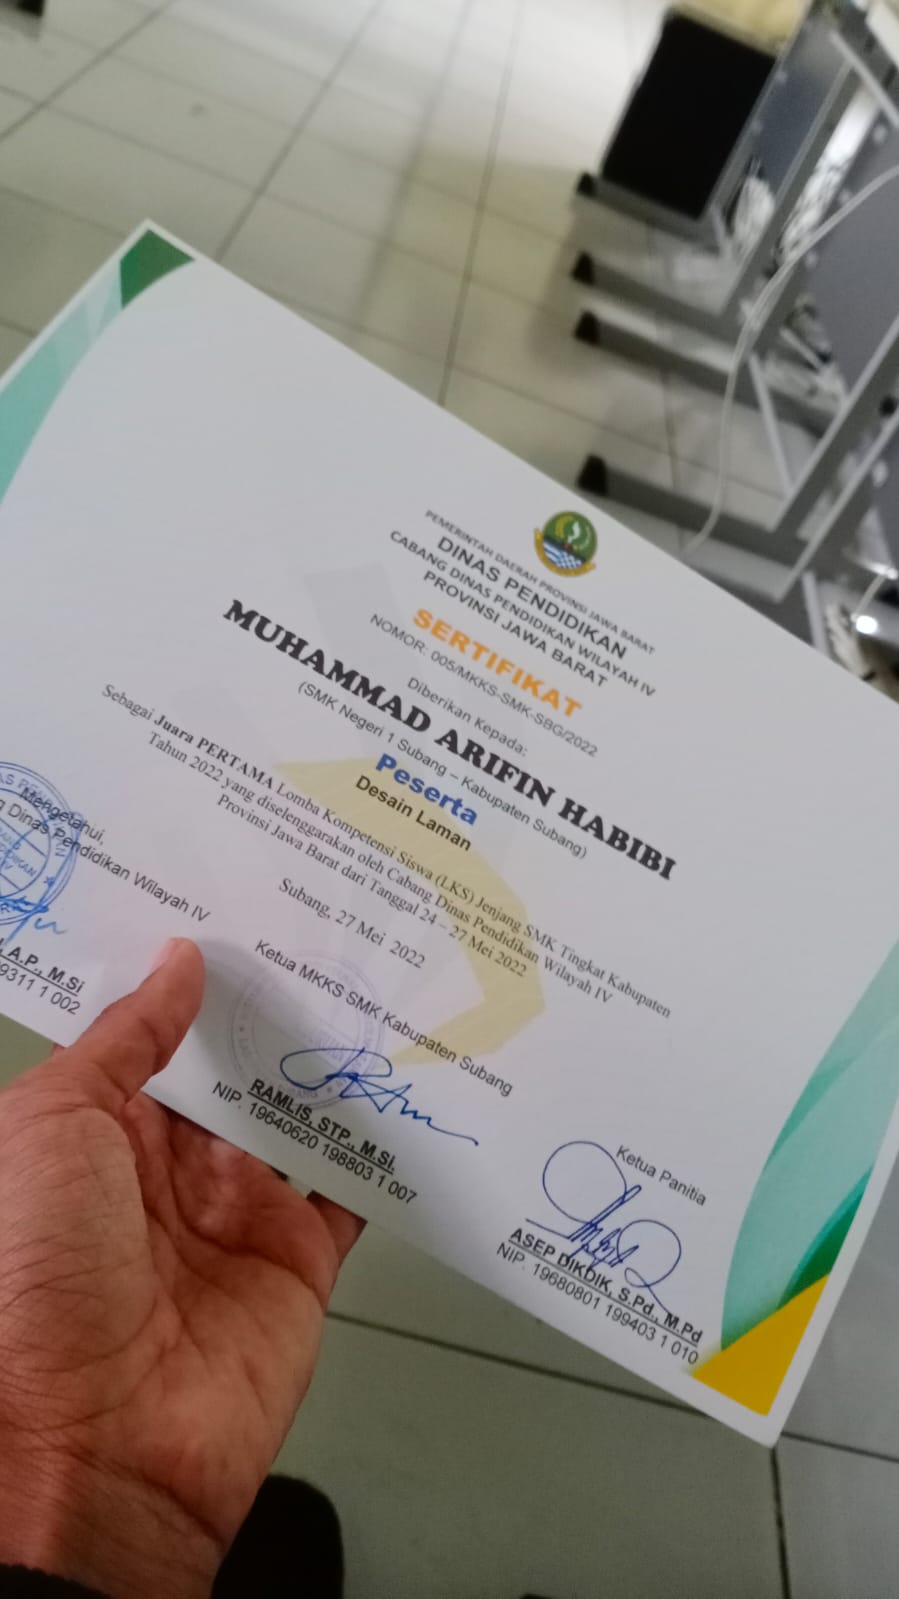 PEMERINTAH DAERAH PROVINSI JAWA BARAT
DINAS PENDIDIKAN
CABANG DINAS PENDIDIKAN WILAYAH IV
PROVINSI JAWA BARAT
SERTIFIKAT
NOMOR: 005/MKKS-SMK-SBG/2022
Diberikan Kepada:
MUHAMMAD ARIFIN HABIBI
(SMK Negeri 1 Subang – Kabupaten Subang)
Peserta
Desain Laman
Sebagai Juara PERTAMA Lomba Kompetensi Siswa (LKS) Jenjang SMK Tingkat Kabupaten
Tahun 2022 yang diselenggarakan oleh Cabang Dinas Pendidikan Wilayah IV
Provinsi Jawa Barat dari Tanggal 24 – 27 Mei 2022
Subang, 27 Mei 2022
Mengetahui,
Dinas Pendidikan Wilayah IV
A.P., M.Si
9311 1 002
Ketua MKKS SMK Kabupaten Subang
RAMLIS, STP., M.Si.
NIP. 19640620 198803 1 007
Ketua Panitia
ASEP DIKDIK, S.Pd., M.Pd
NIP. 19680801 199403 1 010